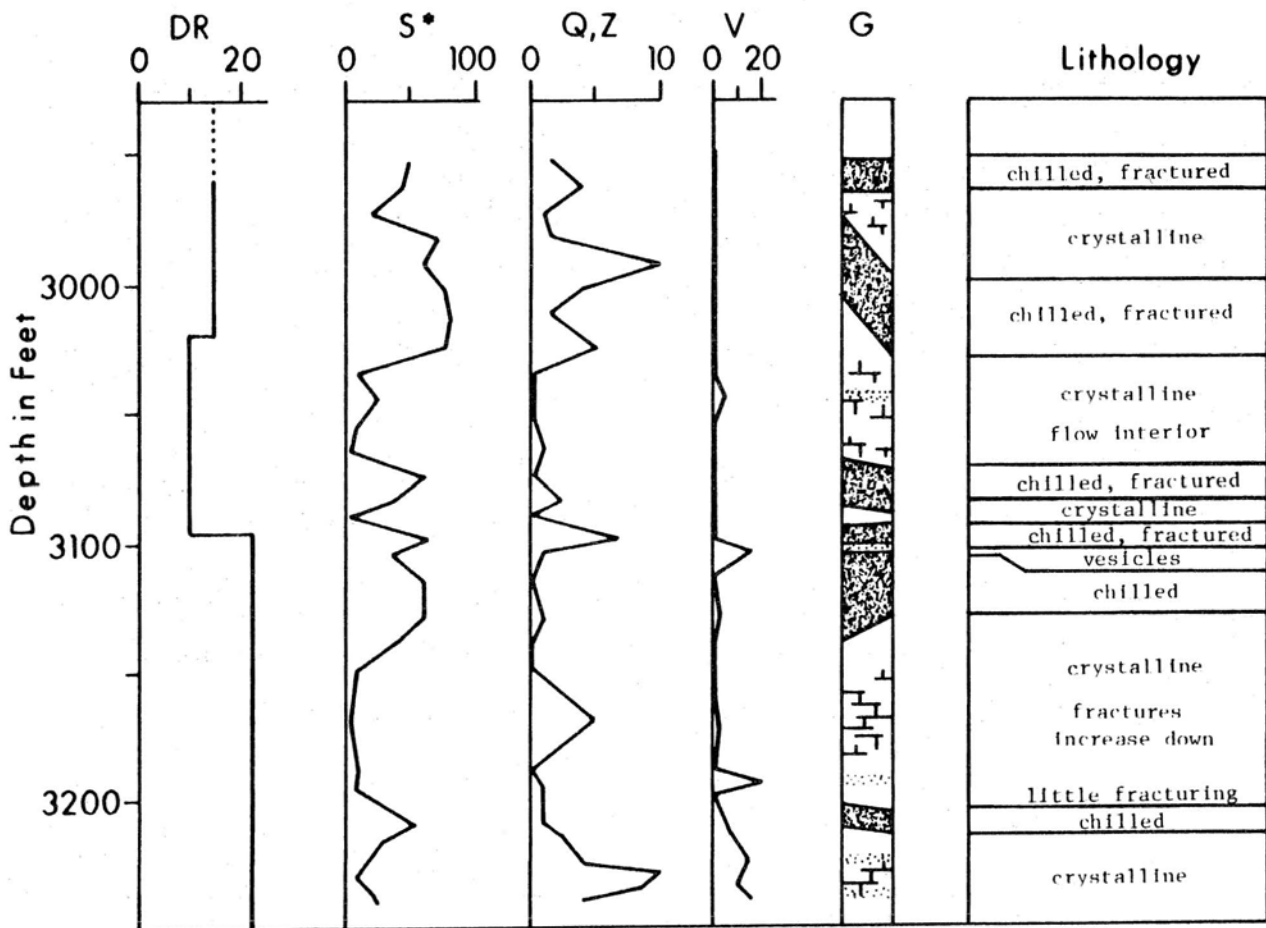 DR S* Q,Z V G
0 20 0 100 0 10 0 20 Lithology
chilled, fractured
crystalline
3000
chilled, fractured
crystalline
flow interior
chilled, fractured
crystalline
3100
chilled, fractured
vesicles
chilled
crystalline
fractures
increase down
little fracturing
3200
chilled
crystalline
Depth in Feet